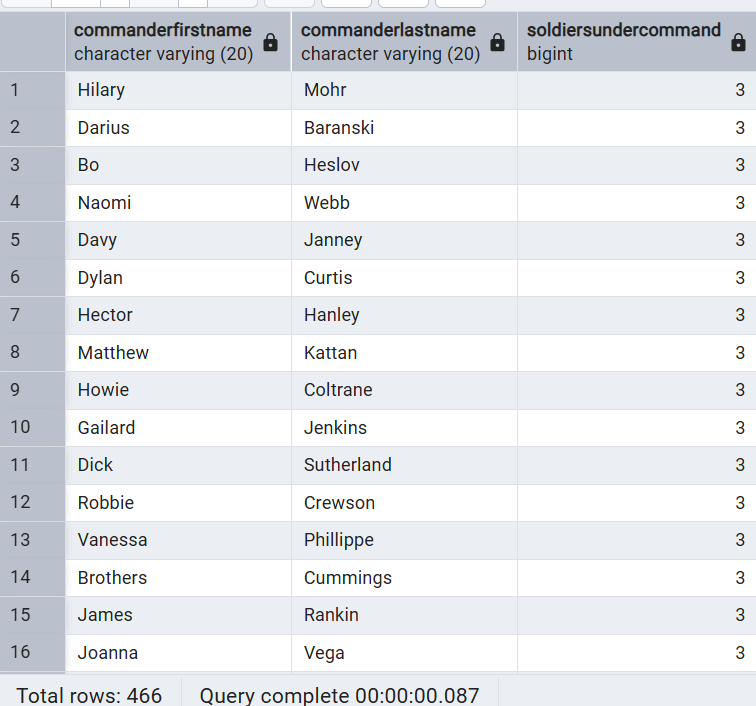 commanderfirstname commanderlastname soldiersundercommand
character varying (20) character varying (20) bigint
1 Hilary Mohr 3
2 Darius Baranski 3
3 Bo Heslov 3
4 Naomi Webb 3
5 Davy Janney 3
6 Dylan Curtis 3
7 Hector Hanley 3
8 Matthew Kattan 3
9 Howie Coltrane 3
10 Gailard Jenkins 3
11 Dick Sutherland 3
12 Robbie Crewson 3
13 Vanessa Phillippe 3
14 Brothers Cummings 3
15 James Rankin 3
16 Joanna Vega 3
Total rows: 466 Query complete 00:00:00.087